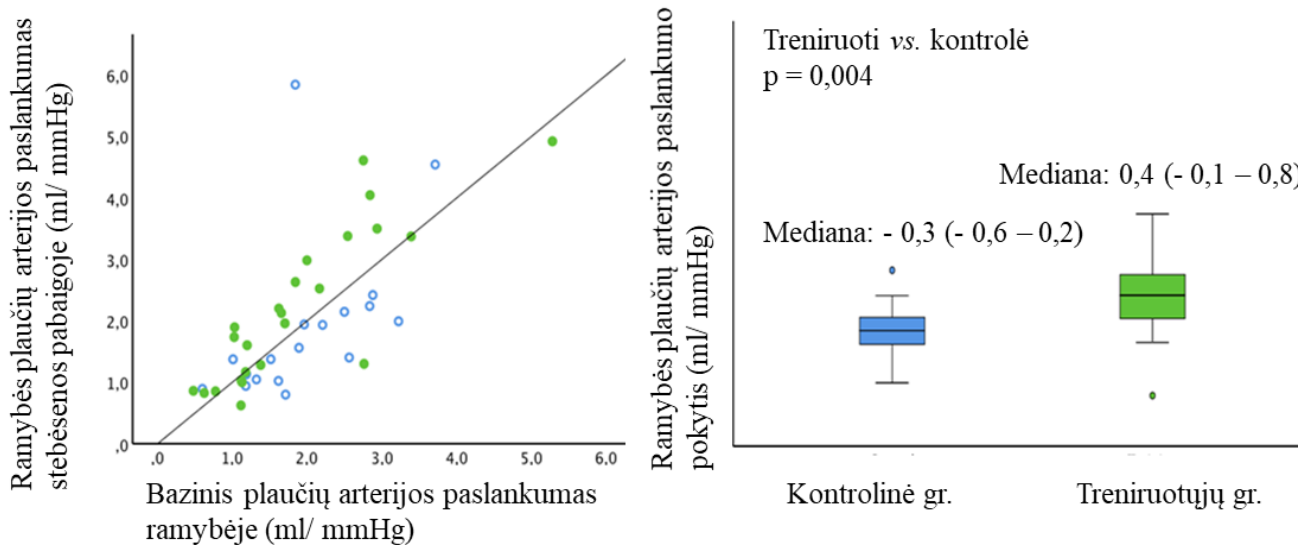 Ramybės plaučių arterijos paslankumas
stebėsenos pabaigoje (ml/ mmHg)
6,0
5,0
4,0
3,0
2,0
1,0
,0
,0 1,0 2,0 3,0 4,0 5,0 6,0
Bazinis plaučių arterijos paslankumas
ramybėje (ml/ mmHg)
Ramybės plaučių arterijos paslankumo
pokytis (ml/ mmHg)
Treniruoti vs. kontrolė
p = 0,004
Mediana: 0,4 (- 0,1 – 0,8)
Mediana: - 0,3 (- 0,6 – 0,2)
Kontrolinė gr. Treniruotųjų gr.